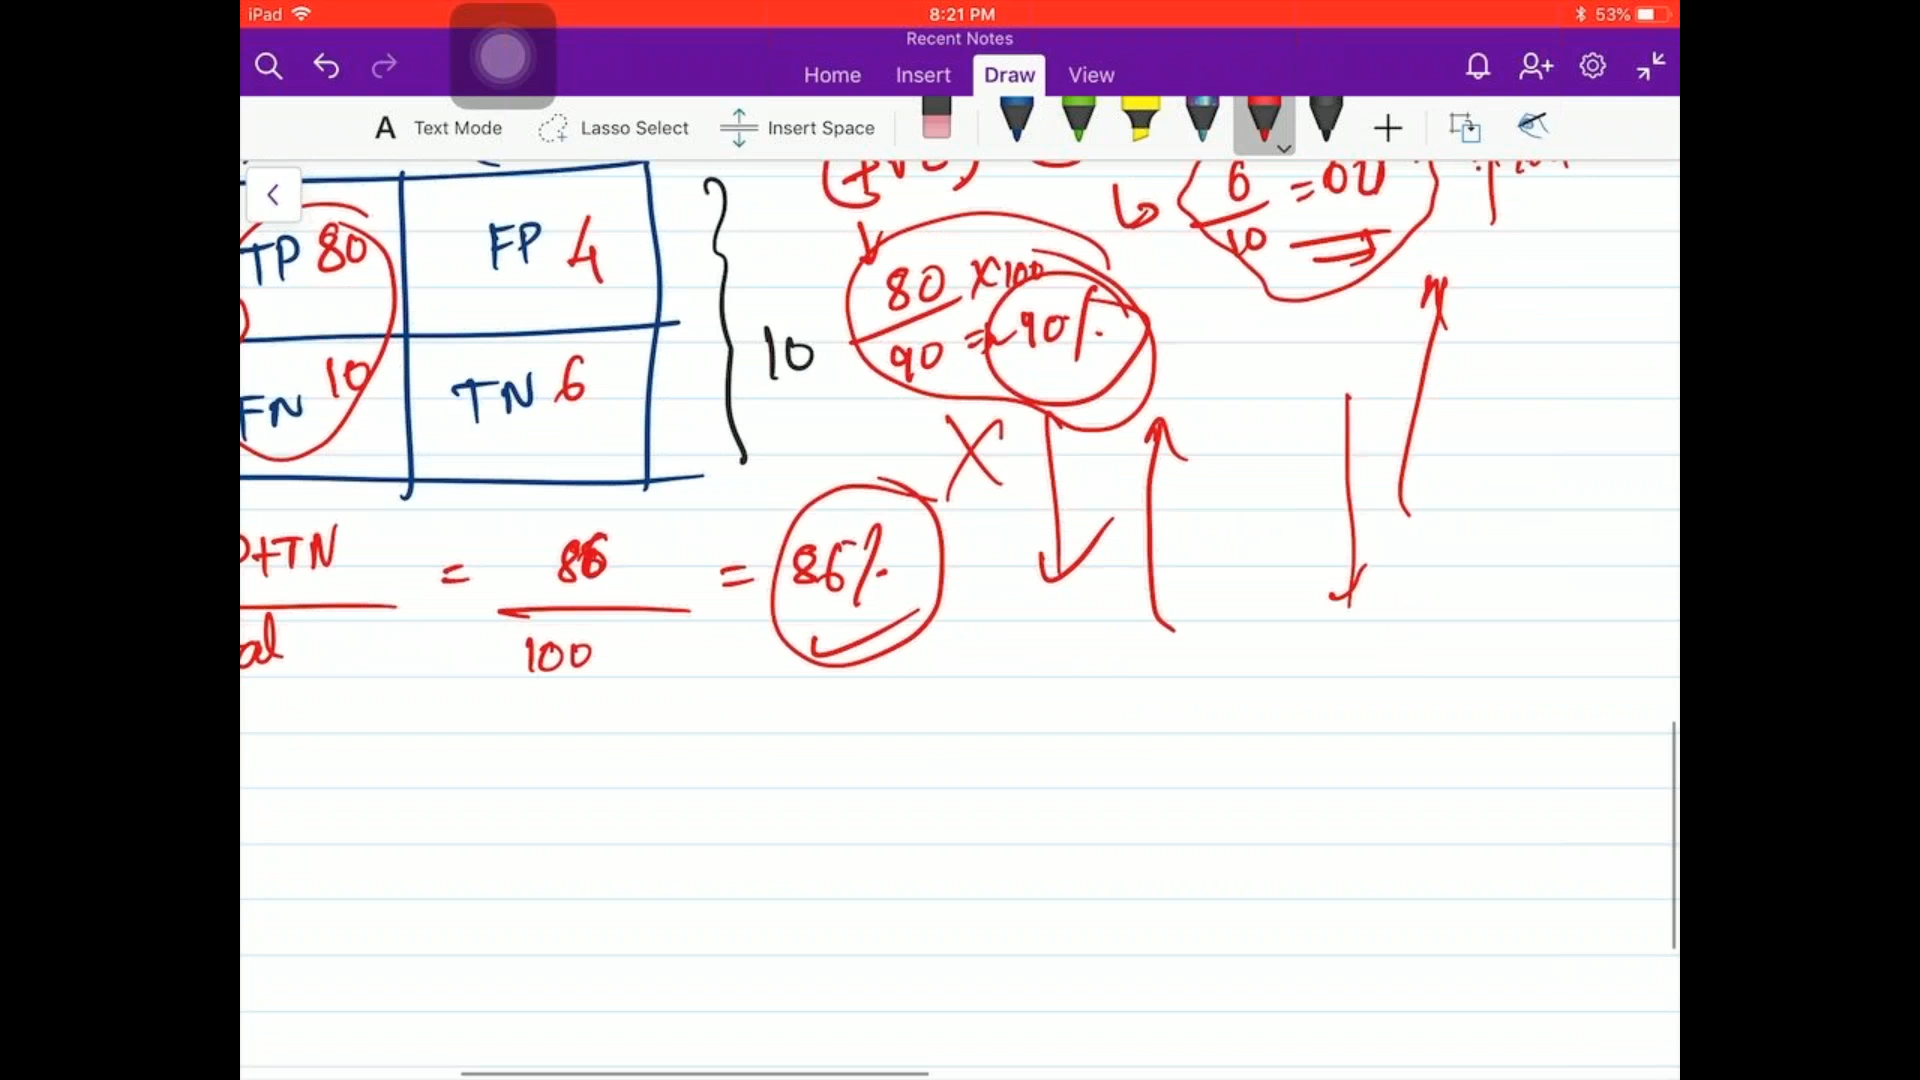 iPad 8:21 PM 53%
Recent Notes
Home Insert Draw View
A Text Mode Lasso Select Insert Space
(+ve)
6
10
=
TP 80 FP 4
80 X100
90 = 90%
10
FN 10 TN 6
X
+TN = 86 = 86%
100